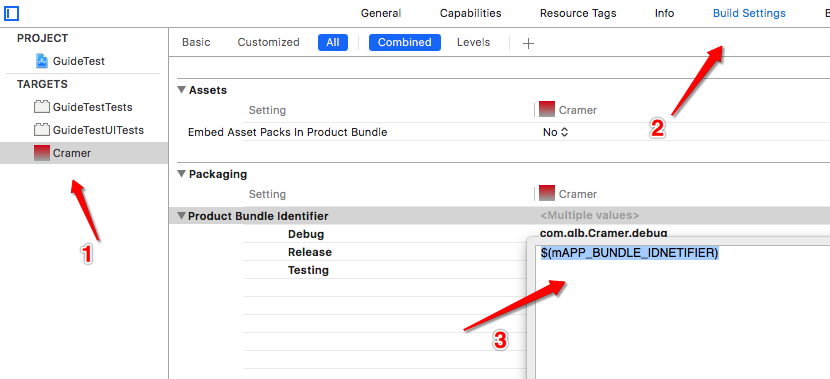 General Capabilities Resource Tags Info Build Settings B
PROJECT
Basic Customized All Combined Levels +
GuideTest
TARGETS
Assets
GuideTestTests
Setting Cramer
GuideTestUITests
Embed Asset Packs In Product Bundle No
2
Cramer
Packaging
Setting Cramer
Product Bundle Identifier <Multiple values>
Debug com.glb.Cramer.debug
1
Release
$(mAPP_BUNDLE_IDNETIFIER)
Testing
3